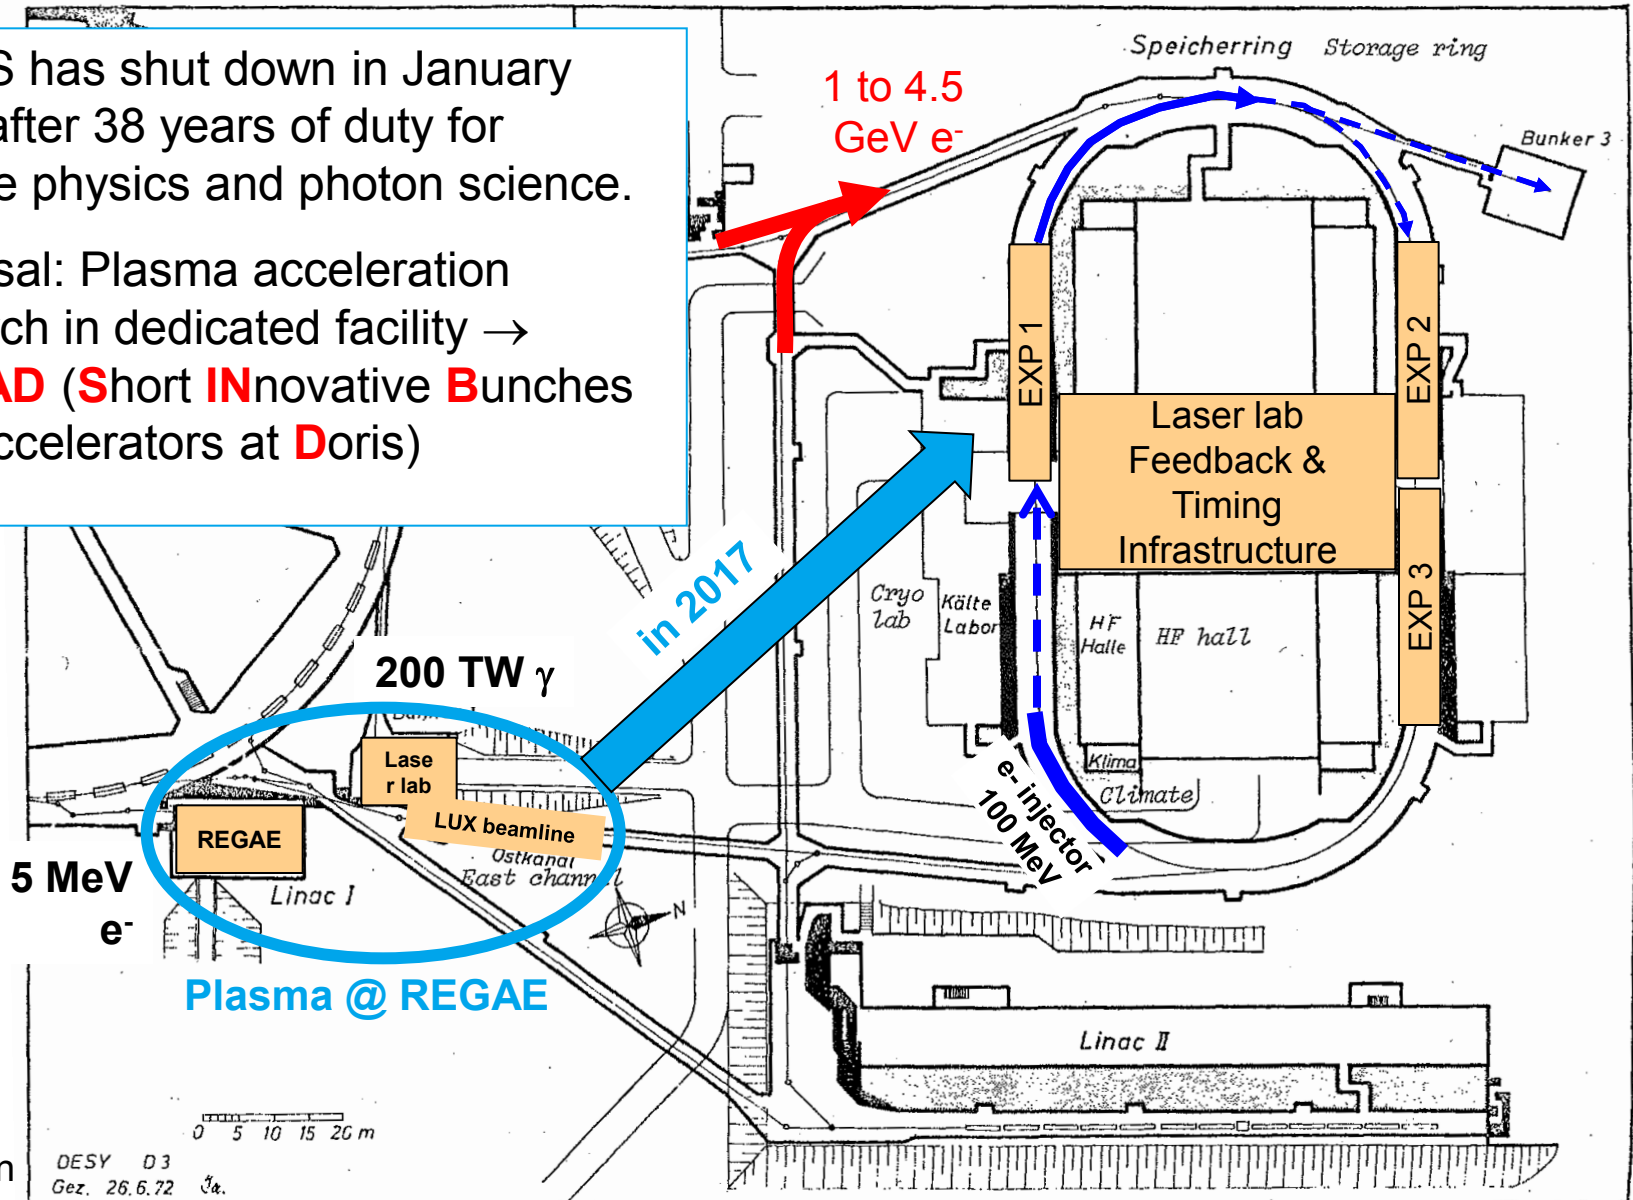 S has shut down in January
after 38 years of duty for
e physics and photon science.
sal: Plasma acceleration
ch in dedicated facility →
AD (Short INnovative Bunches
ccelerators at Doris)
1 to 4.5
GeV e-
Speicherring Storage ring
Bunker 3
EXP 1
EXP 2
Laser lab
Feedback &
Timing
Infrastructure
EXP 3
in 2017
Cryo
lab
Kälte
Labor
HF
Halle
HF hall
200 TW γ
Lase
r lab
LUX beamline
REGAE
5 MeV
e-
Ostkanal
East channel
Linac I
N
Plasma @ REGAE
Klima
Climate
e- injector
100 MeV
Linac II
0 5 10 15 20 m
DESY D3
Gez. 26.6.72
n